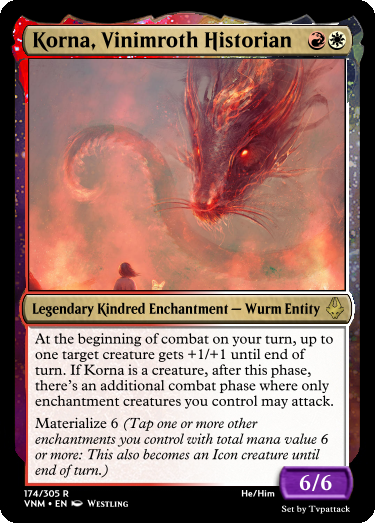 Korna, Vinimroth Historian
Legendary Kindred Enchantment — Wurm Entity
At the beginning of combat on your turn, up to
one target creature gets +1/+1 until end of
turn. If Korna is a creature, after this phase,
there's an additional combat phase where only
enchantment creatures you control may attack.
Materialize 6 (Tap one or more other
enchantments you control with total mana value 6
or more: This also becomes an Icon creature until
end of turn.)
6/6
174/305 R
He/Him
VNM • EN Westling
Set by Tvpattack